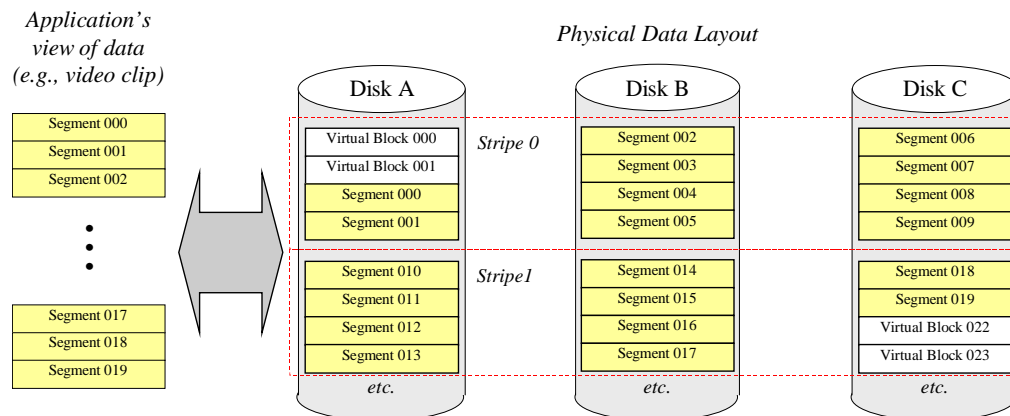 Application's
view of data
(e.g., video clip)
Physical Data Layout
Segment 000
Segment 001
Segment 002
Segment 017
Segment 018
Segment 019
Disk A
Disk B
Disk C
Stripe 0
Virtual Block 000
Virtual Block 001
Segment 000
Segment 001
Segment 002
Segment 003
Segment 004
Segment 005
Segment 006
Segment 007
Segment 008
Segment 009
Stripe1
Segment 010
Segment 011
Segment 012
Segment 013
etc.
Segment 014
Segment 015
Segment 016
Segment 017
etc.
Segment 018
Segment 019
Virtual Block 022
Virtual Block 023
etc.